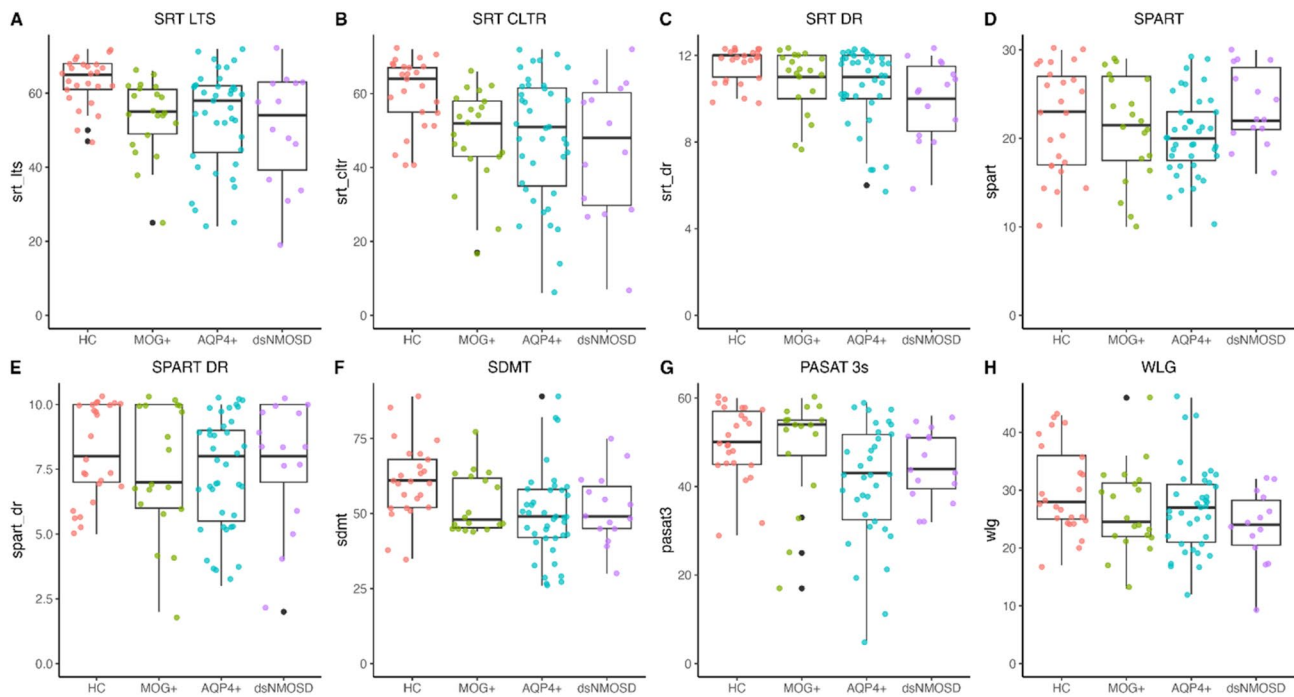 A SRT LTS
srt_lts
60
40
20
0
HC MOG+ AQP4+ dsNMOSD
B SRT CLTR
srt_cltr
60
40
20
0
HC MOG+ AQP4+ dsNMOSD
C SRT DR
srt_dr
12
8
4
0
HC MOG+ AQP4+ dsNMOSD
D SPART
spart
30
20
10
0
HC MOG+ AQP4+ dsNMOSD
E SPART DR
spart_dr
10.0
7.5
5.0
2.5
0.0
HC MOG+ AQP4+ dsNMOSD
F SDMT
sdmt
75
50
25
0
HC MOG+ AQP4+ dsNMOSD
G PASAT 3s
pasat3
60
40
20
0
HC MOG+ AQP4+ dsNMOSD
H WLG
wlg
40
30
20
10
0
HC MOG+ AQP4+ dsNMOSD